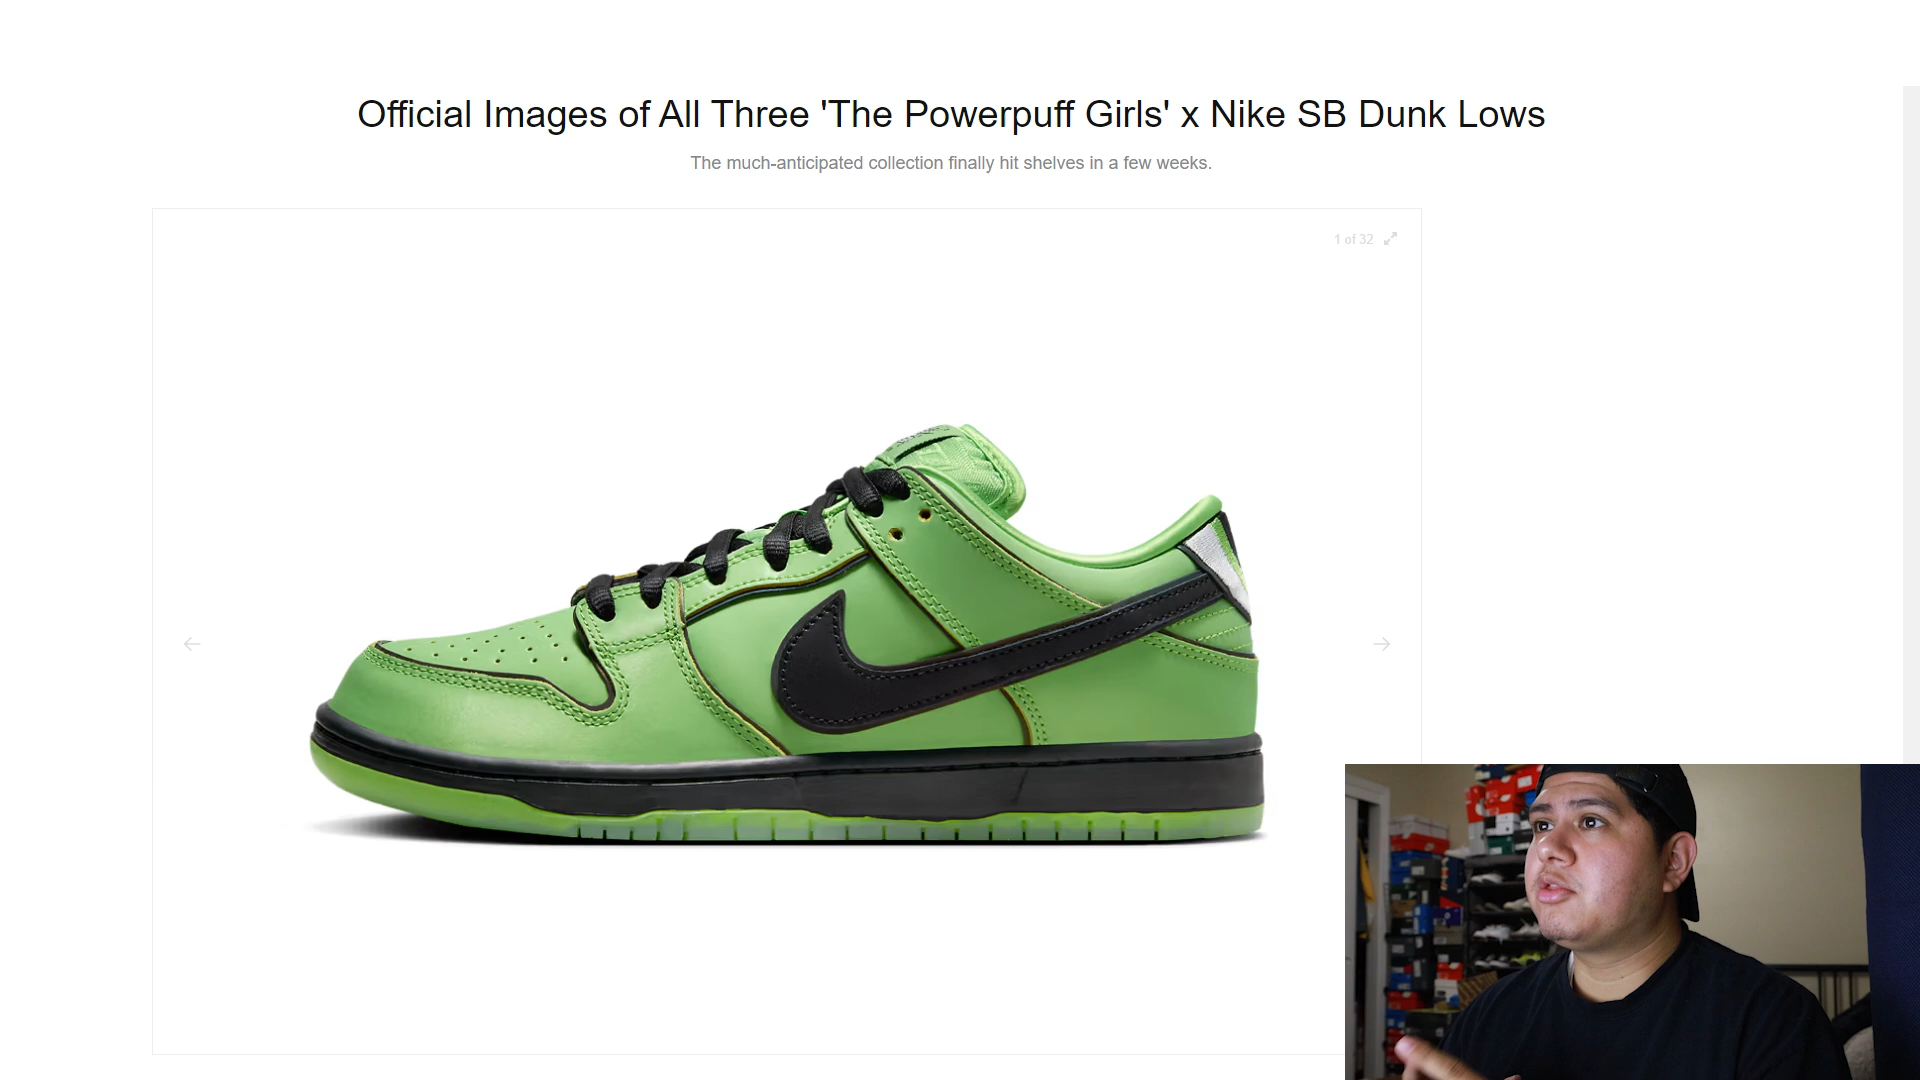 Official Images of All Three 'The Powerpuff Girls' x Nike SB Dunk Lows
The much-anticipated collection finally hit shelves in a few weeks.
1 of 32